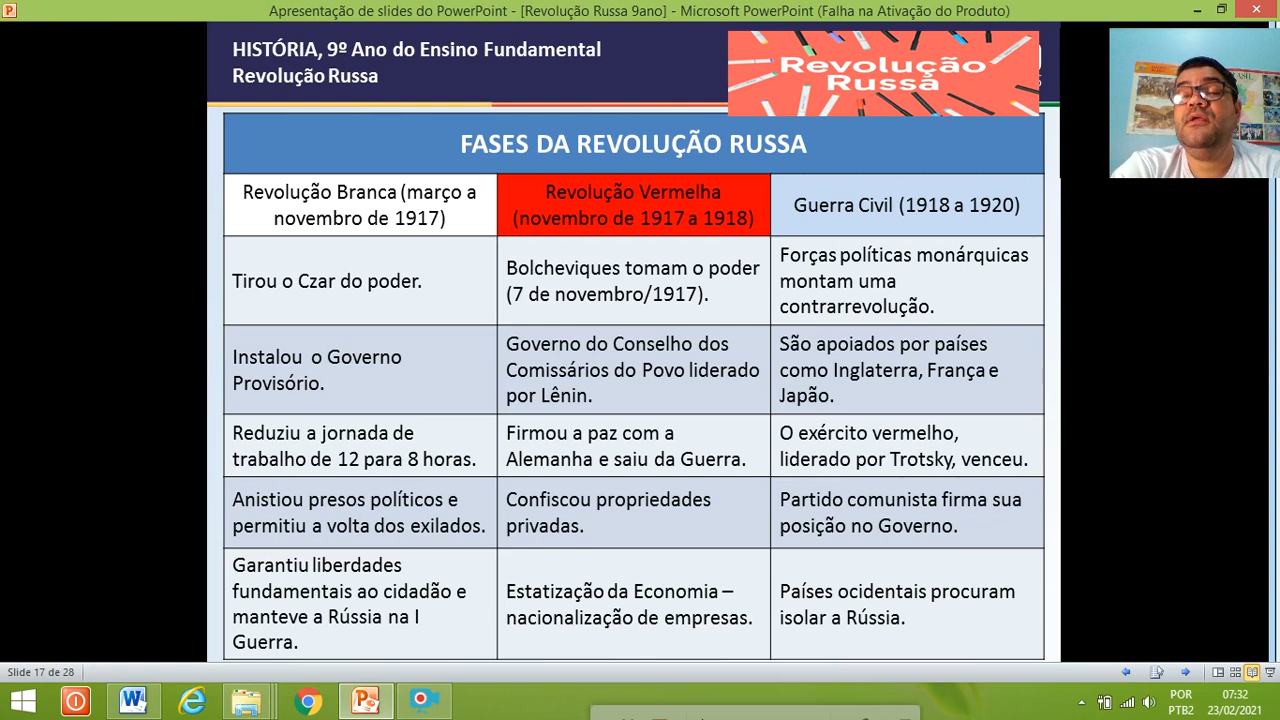 Apresentação de slides do PowerPoint - [Revolução Russa 9ano] - Microsoft PowerPoint (Falha na Ativação do Produto)
HISTÓRIA, 9º Ano do Ensino Fundamental
Revolução Russa
Revolução
Russa
BRASIL
FASES DA REVOLUÇÃO RUSSA
Revolução Branca (março a
novembro de 1917)
Revolução Vermelha
(novembro de 1917 a 1918)
Guerra Civil (1918 a 1920)
Tirou o Czar do poder.
Bolcheviques tomam o poder
(7 de novembro/1917).
Forças políticas monárquicas
montam uma
contrarrevolução.
Instalou o Governo
Provisório.
Governo do Conselho dos
Comissários do Povo liderado
por Lênin.
São apoiados por países
como Inglaterra, França e
Japão.
Reduziu a jornada de
trabalho de 12 para 8 horas.
Firmou a paz com a
Alemanha e saiu da Guerra.
O exército vermelho,
liderado por Trotsky, venceu.
Anistiou presos políticos e
permitiu a volta dos exilados.
Confiscou propriedades
privadas.
Partido comunista firma sua
posição no Governo.
Garantiu liberdades
fundamentais ao cidadão e
manteve a Rússia na I
Guerra.
Estatização da Economia –
nacionalização de empresas.
Países ocidentais procuram
isolar a Rússia.
Slide 17 de 28
POR
PTB2
07:32
23/02/2021